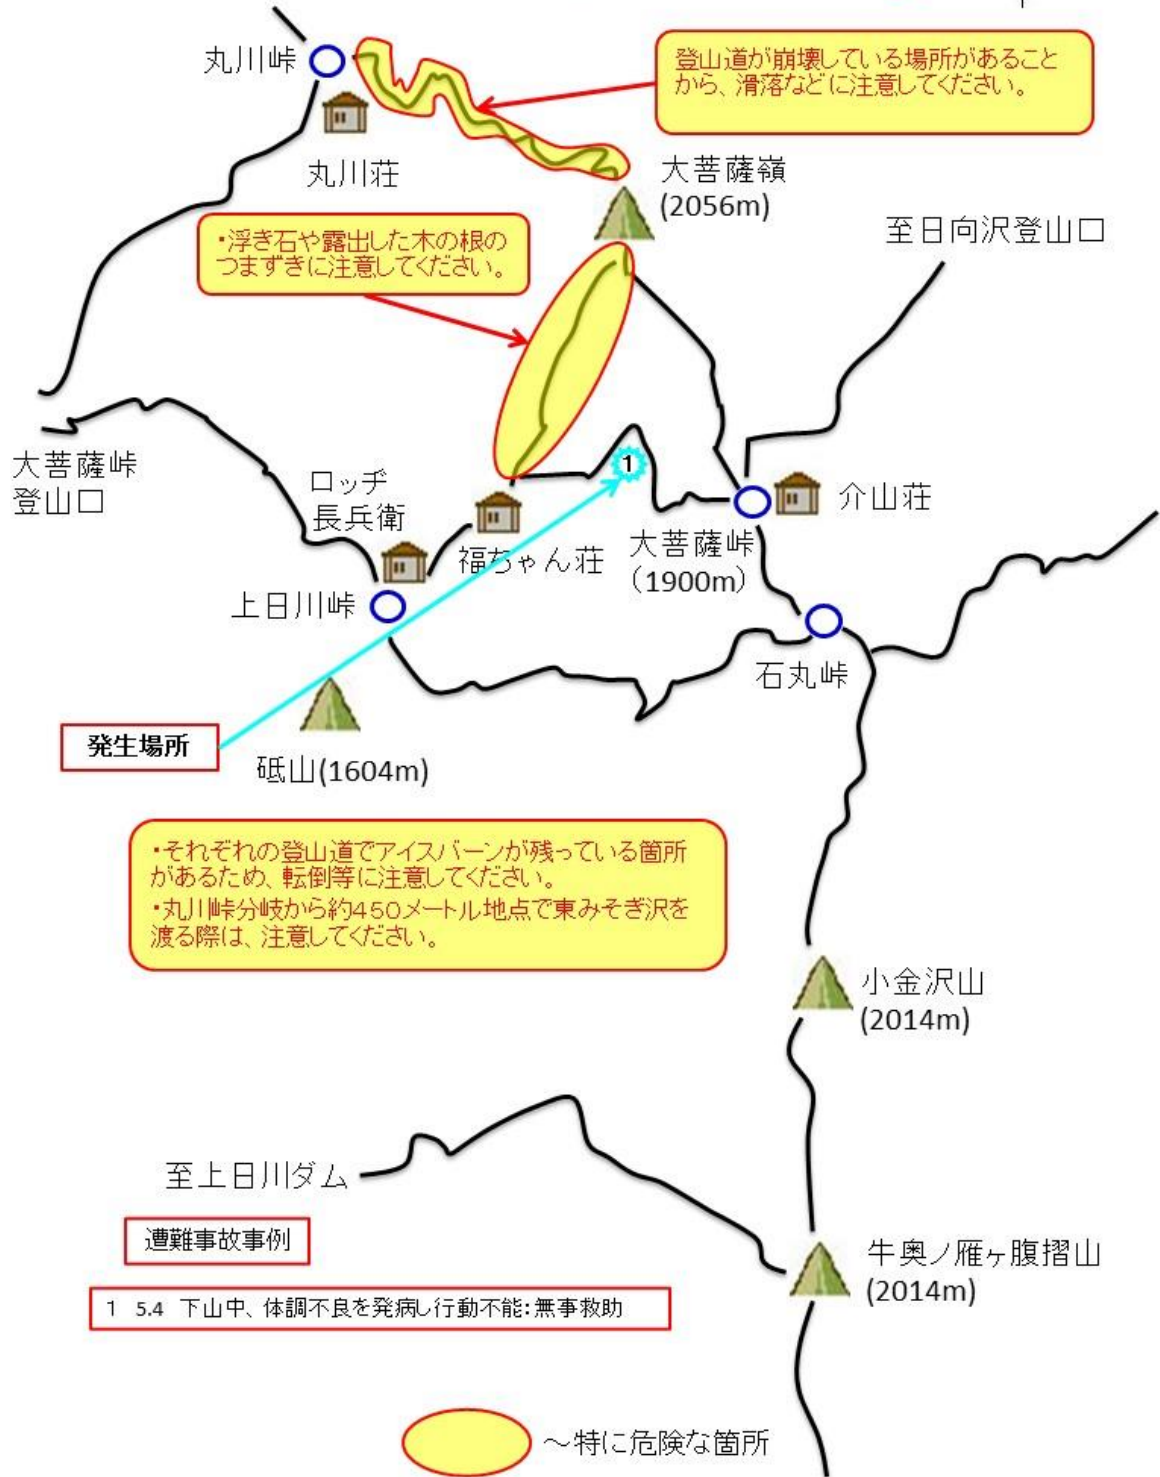 丸川峠
登山道が崩壊している場所があること
から、滑落などに注意してください。
丸川荘
大菩薩嶺
(2056m)
至日向沢登山口
・浮き石や露出した木の根の
つまずきに注意してください。
大菩薩峠
登山口
ロッヂ
長兵衛
1
介山荘
福ちゃん荘
大菩薩峠
(1900m)
上日川峠
石丸峠
発生場所
砥山(1604m)
・それぞれの登山道でアイスバーンが残っている箇所
があるため、転倒等に注意してください。
・丸川峠分岐から約450メートル地点で東みそぎ沢を
渡る際は、注意してください。
小金沢山
(2014m)
至上日川ダム
遭難事故事例
牛奥ノ雁ヶ腹摺山
(2014m)
1 5.4 下山中、体調不良を発病し行動不能：無事救助
～特に危険な箇所